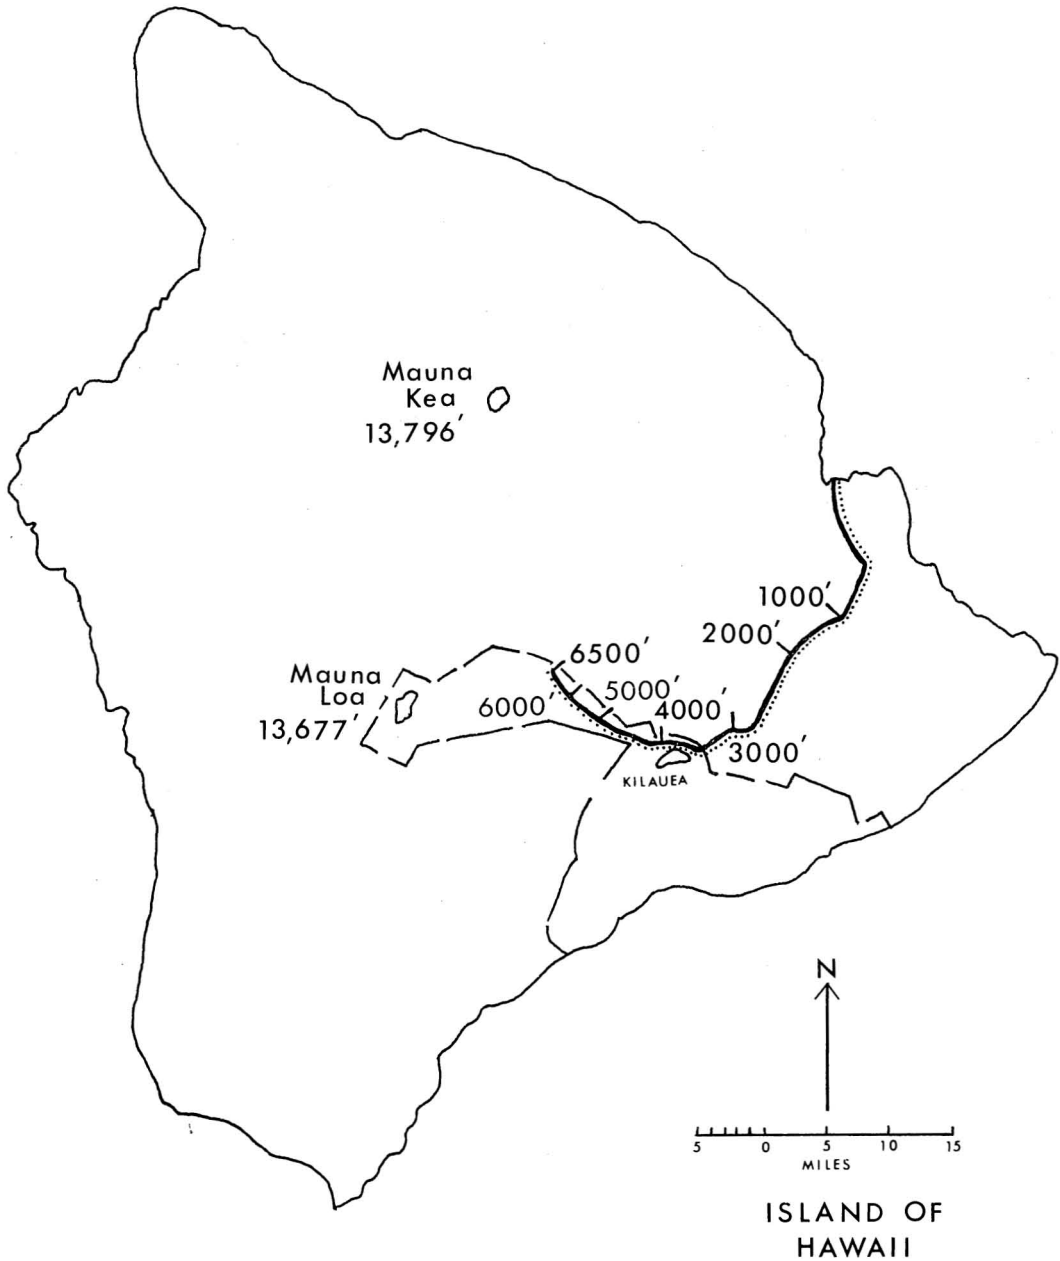 Mauna
Kea
13,796′
1000′
2000′
6500′
Mauna
Loa
13,677′
6000′
5000′
4000′
3000′
KILAUEA
N
5 0 5 10 15
MILES
ISLAND OF
HAWAII